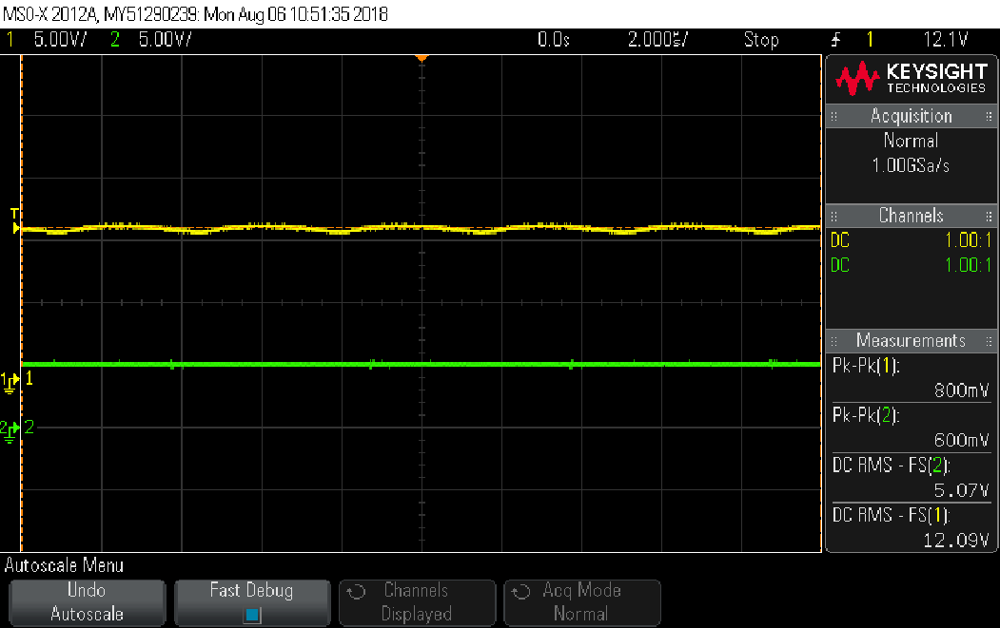 MSO-X 2012A, MY51290239: Mon Aug 06 10:51:35 2018
1 5.00V/ 2 5.00V/ 0.0s 2.000s/ Stop 1 12.1V
KEYSIGHT
TECHNOLOGIES
Acquisition
Normal
1.00GSa/s
Channels
DC 1.00:1
DC 1.00:1
Measurements
Pk-Pk(1):
800mV
Pk-Pk(2):
600mV
DC RMS - FS(2):
5.07V
DC RMS - FS(1):
12.09V
T
1 1
2 2
Autoscale Menu
Undo
Autoscale
Fast Debug
Channels
Displayed
Acq Mode
Normal